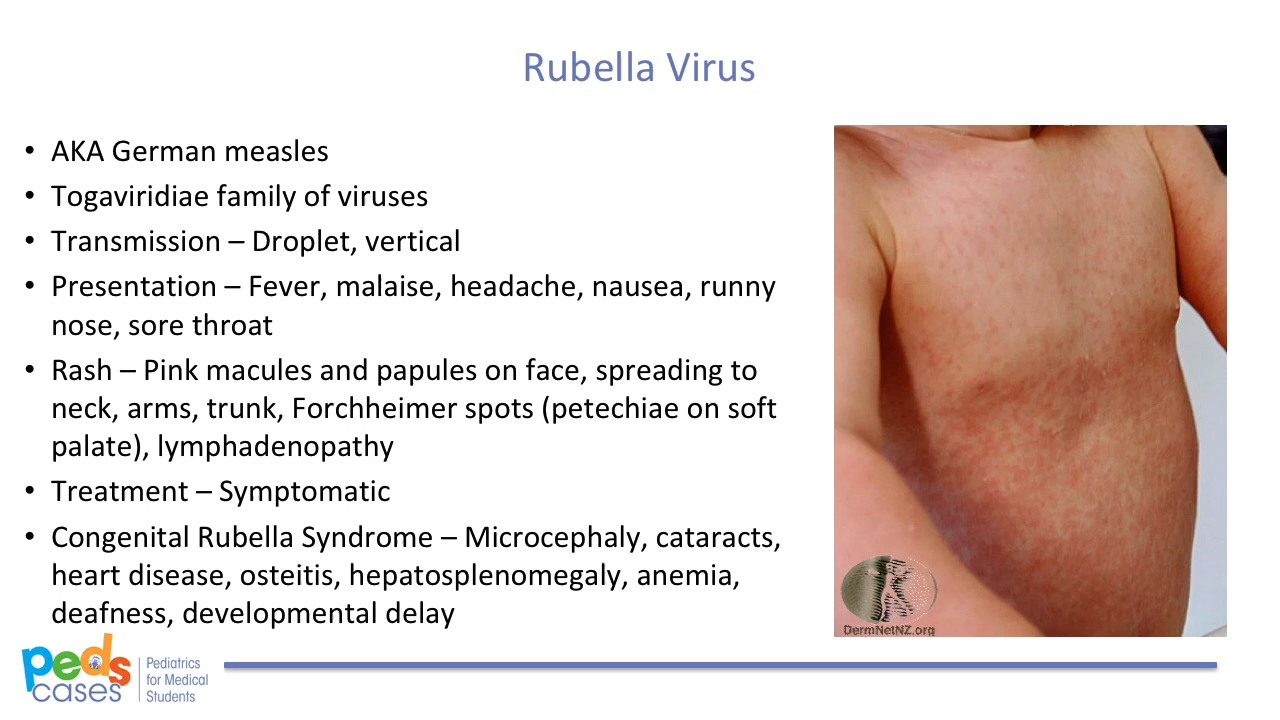 Rubella Virus
• AKA German measles
• Togaviridiae family of viruses
• Transmission – Droplet, vertical
• Presentation – Fever, malaise, headache, nausea, runny
nose, sore throat
• Rash – Pink macules and papules on face, spreading to
neck, arms, trunk, Forchheimer spots (petechiae on soft
palate), lymphadenopathy
• Treatment – Symptomatic
• Congenital Rubella Syndrome – Microcephaly, cataracts,
heart disease, osteitis, hepatosplenomegaly, anemia,
deafness, developmental delay
DermNetNZ.org
peds
cases
Pediatrics
for Medical
Students